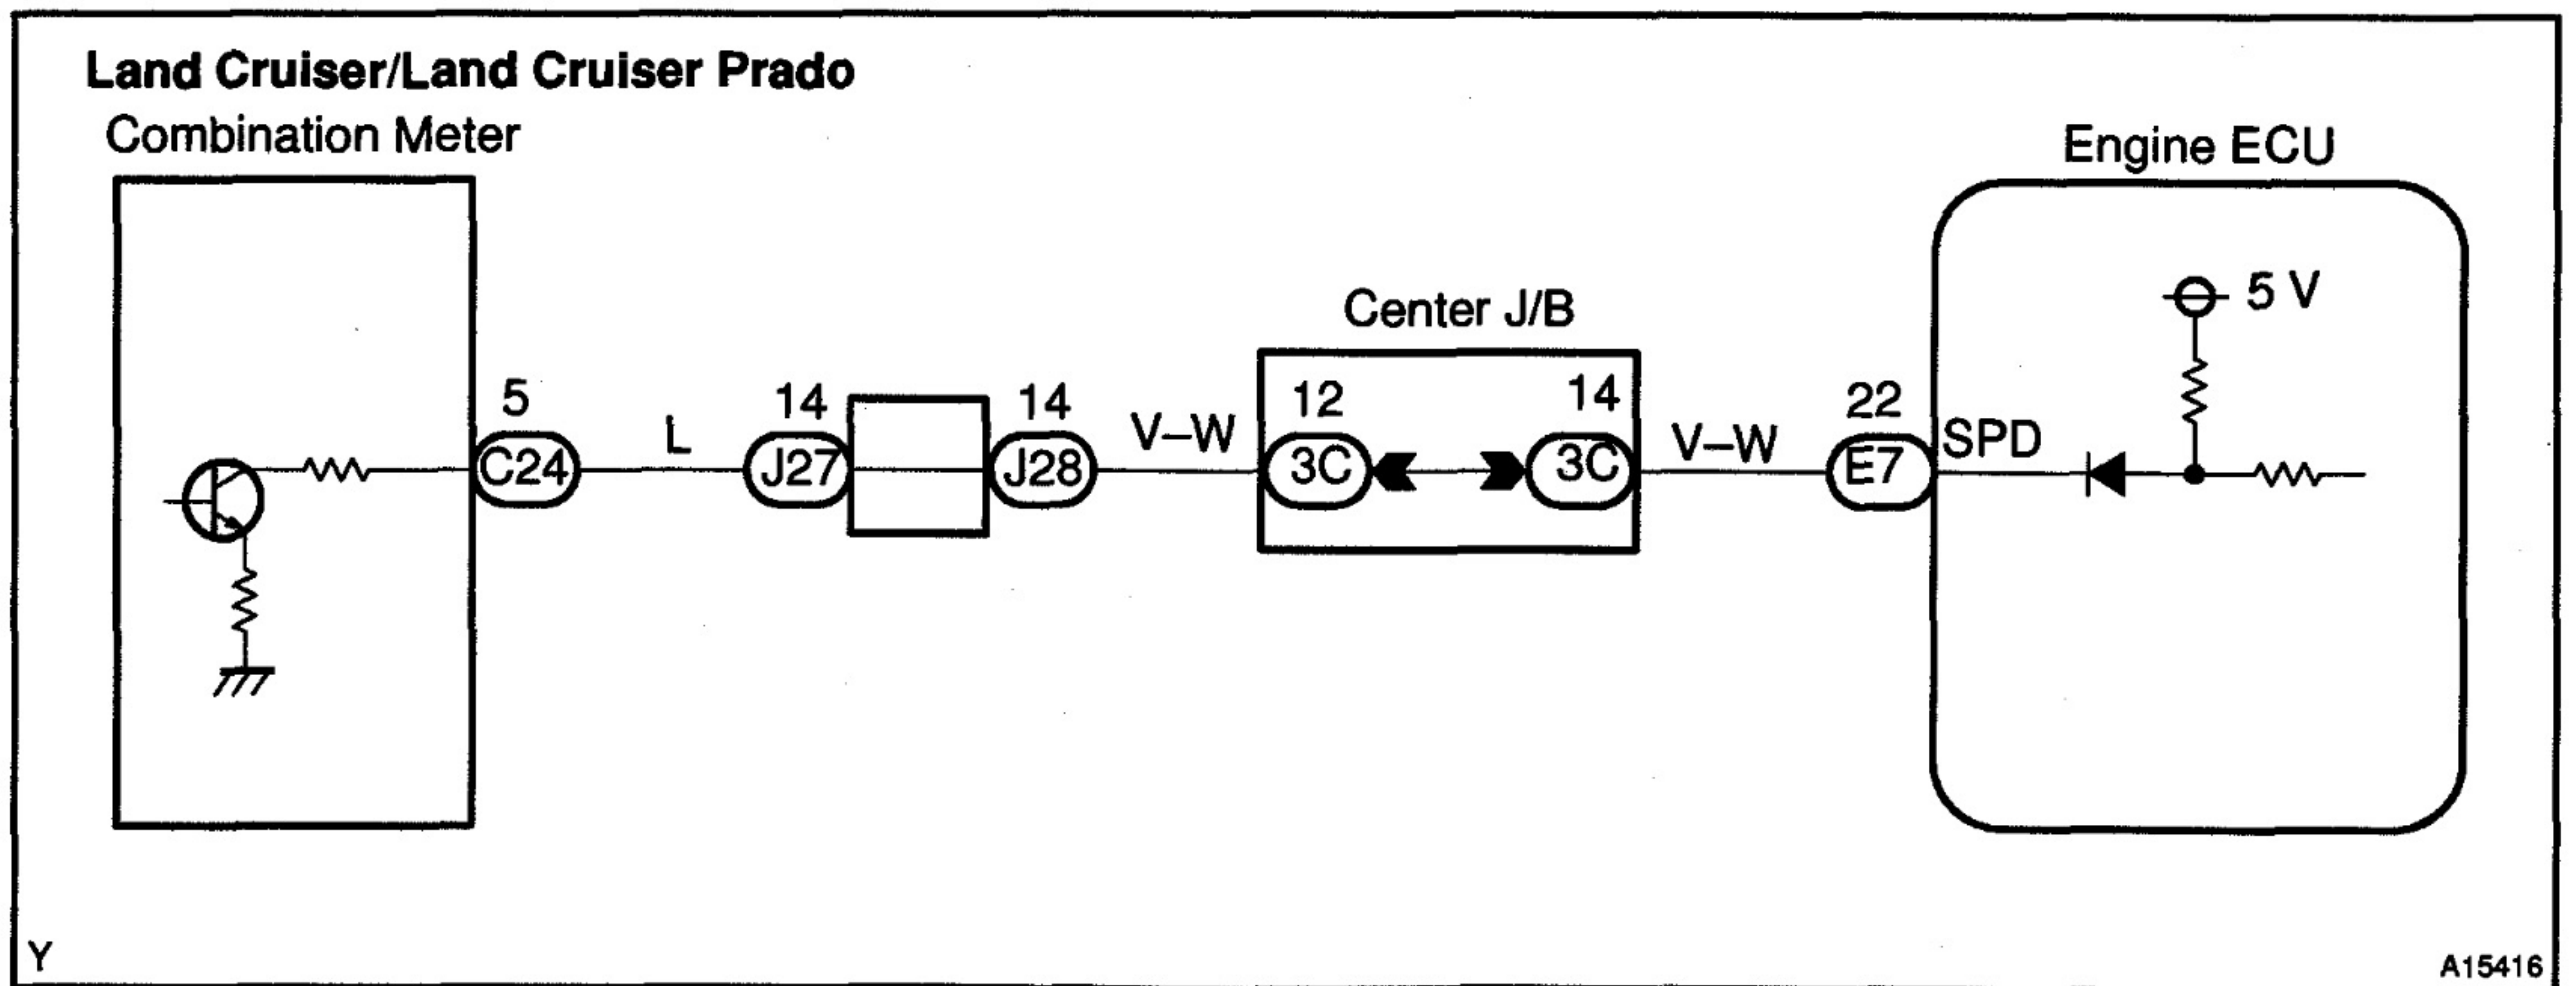 Land Cruiser/Land Cruiser Prado
Combination Meter
Engine ECU
5 V
Center J/B
5
14
14
12
14
22
L
V–W
V–W
SPD
C24
J27
J28
3C
3C
E7
Y
A15416